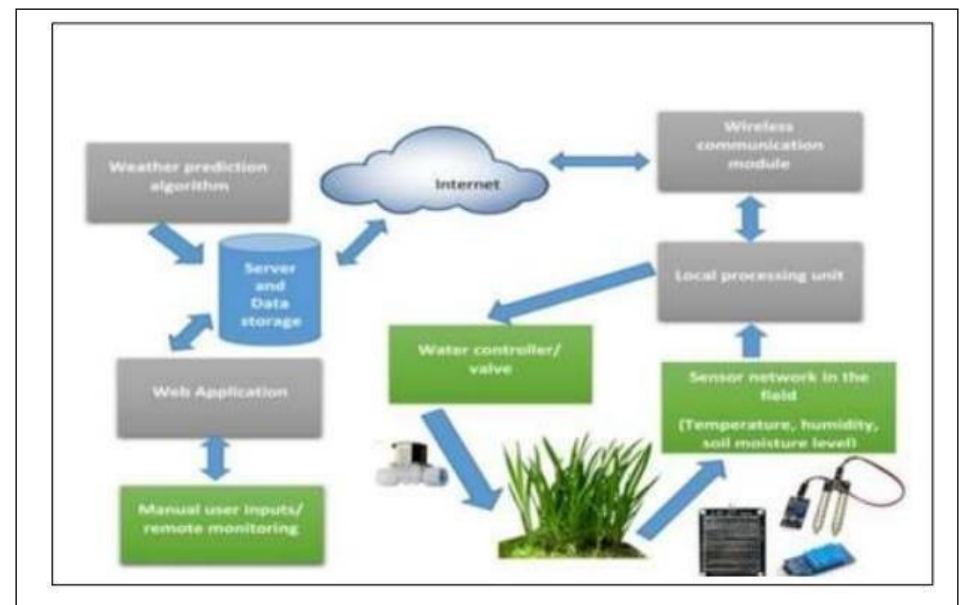 Weather prediction
algorithm
Internet
Wireless
communication
module
Server
and
Data
storage
Local processing unit
Water controller/
valve
Web Application
Sensor network in the
field
(Temperature, humidity,
soil moisture level)
Manual user inputs/
remote monitoring